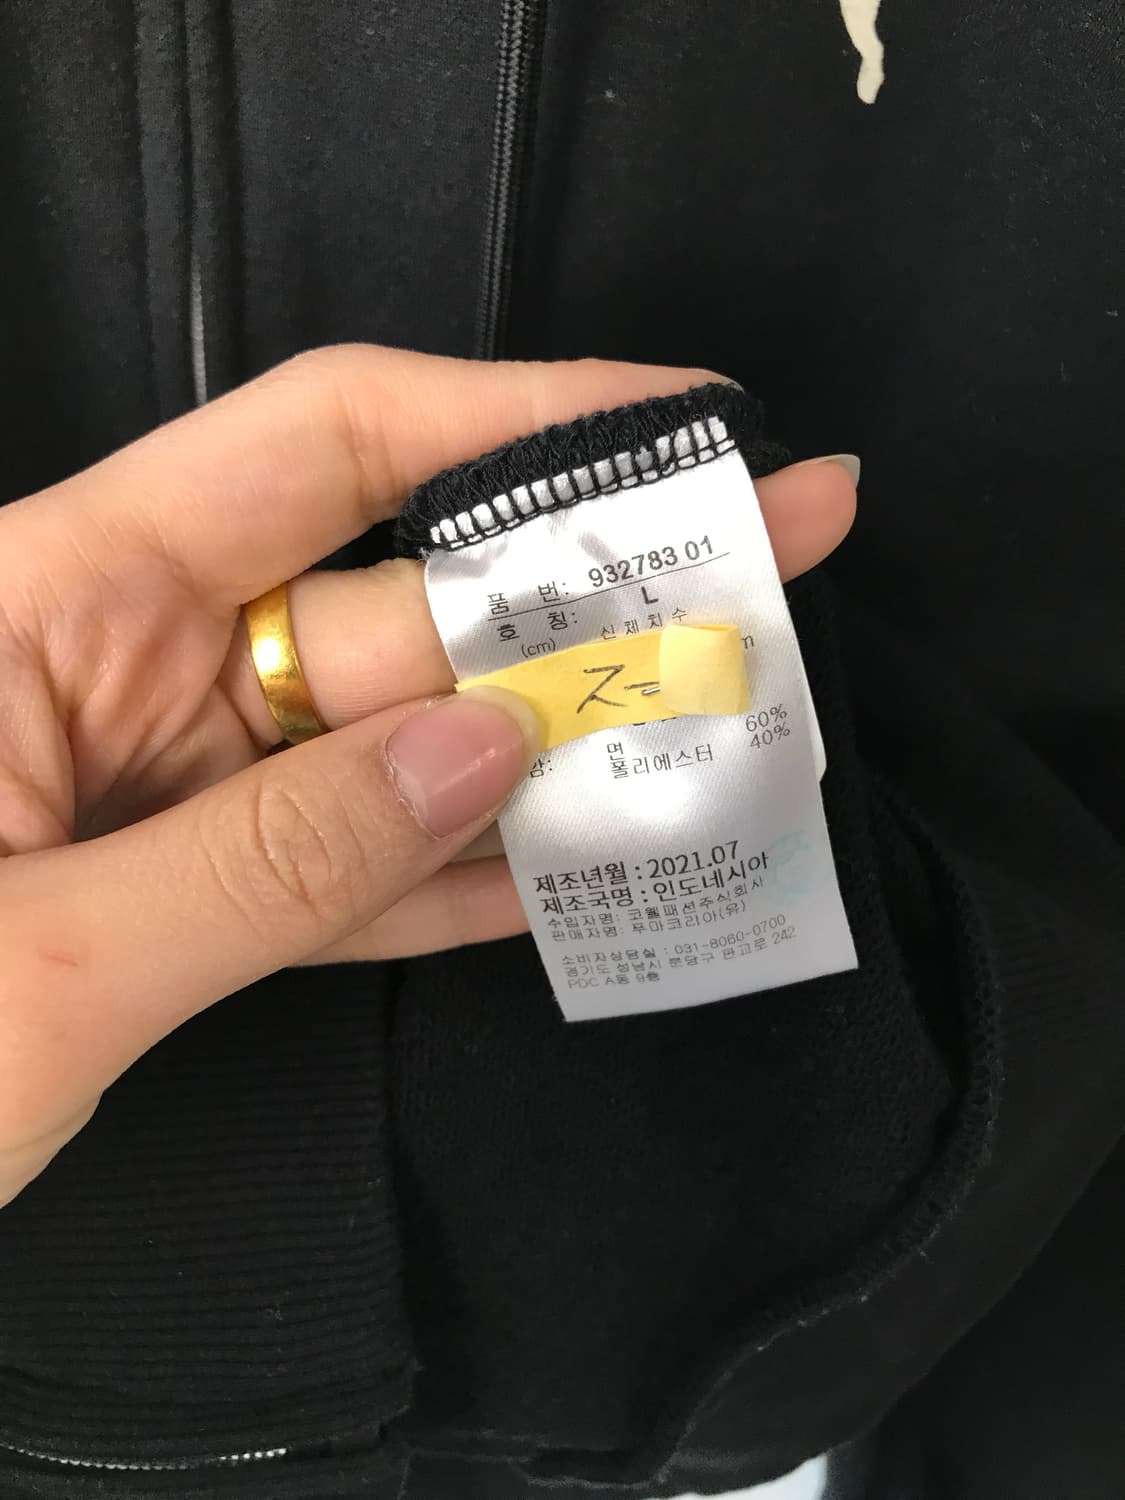 품 번: 932783 01
호 칭: L
(cm) 신체치수
면 60%
폴리에스터 40%
제조년월 : 2021.07
제조국명 : 인도네시아
수입자명: 코웰패션주식회사
판매자명: 푸마코리아(유)
소비자상담실 : 031-8060-0700
경기도 성남시 분당구 판교로 242
PDC A동 9층